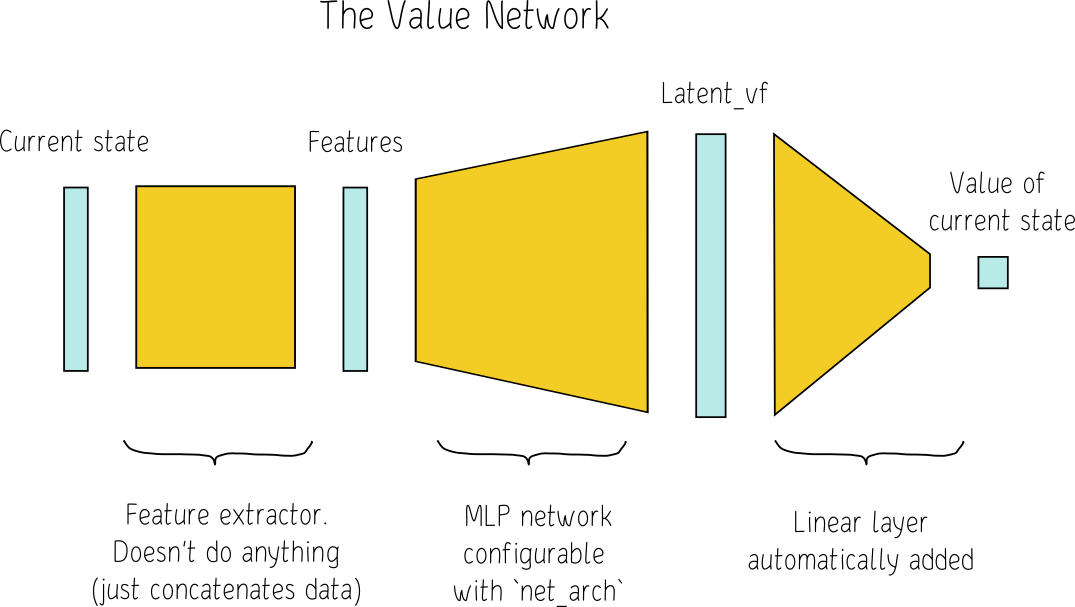 The Value Network
Latent_vf
Current state
Features
Value of
current state
Feature extractor.
Doesn't do anything
(just concatenates data)
MLP network
configurable
with `net_arch`
Linear layer
automatically added